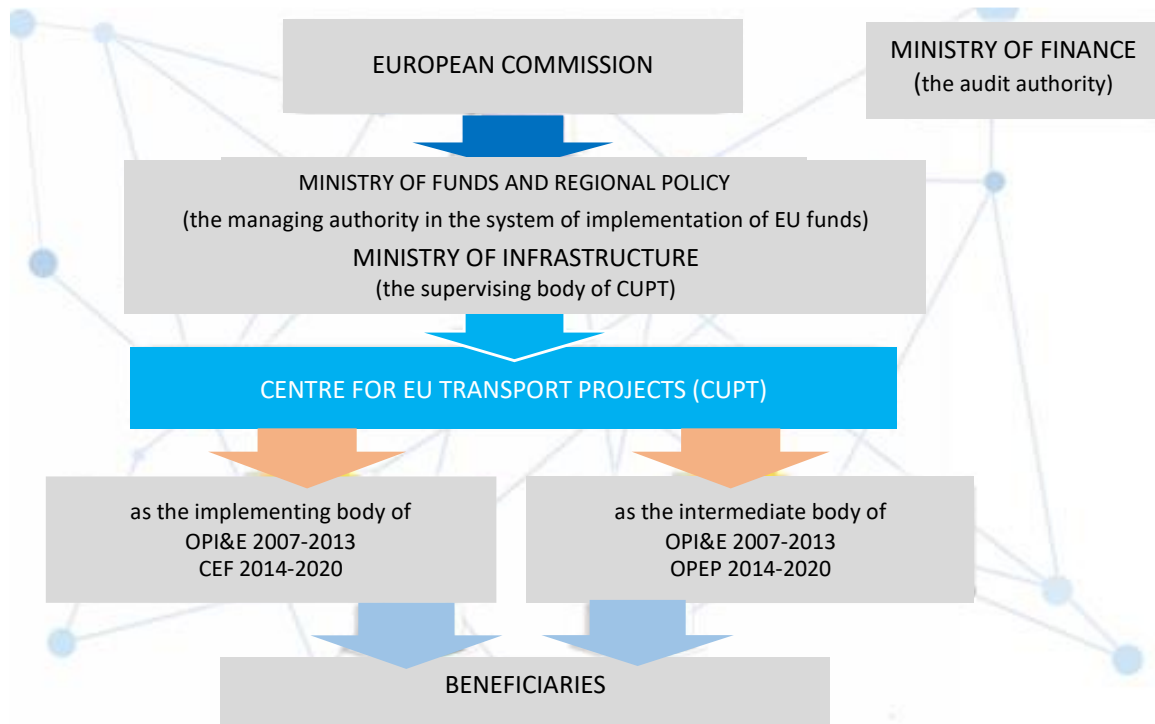 EUROPEAN COMMISSION
MINISTRY OF FINANCE
(the audit authority)
MINISTRY OF FUNDS AND REGIONAL POLICY
(the managing authority in the system of implementation of EU funds)
MINISTRY OF INFRASTRUCTURE
(the supervising body of CUPT)
CENTRE FOR EU TRANSPORT PROJECTS (CUPT)
as the implementing body of
OPI&E 2007-2013
CEF 2014-2020
as the intermediate body of
OPI&E 2007-2013
OPEP 2014-2020
BENEFICIARIES